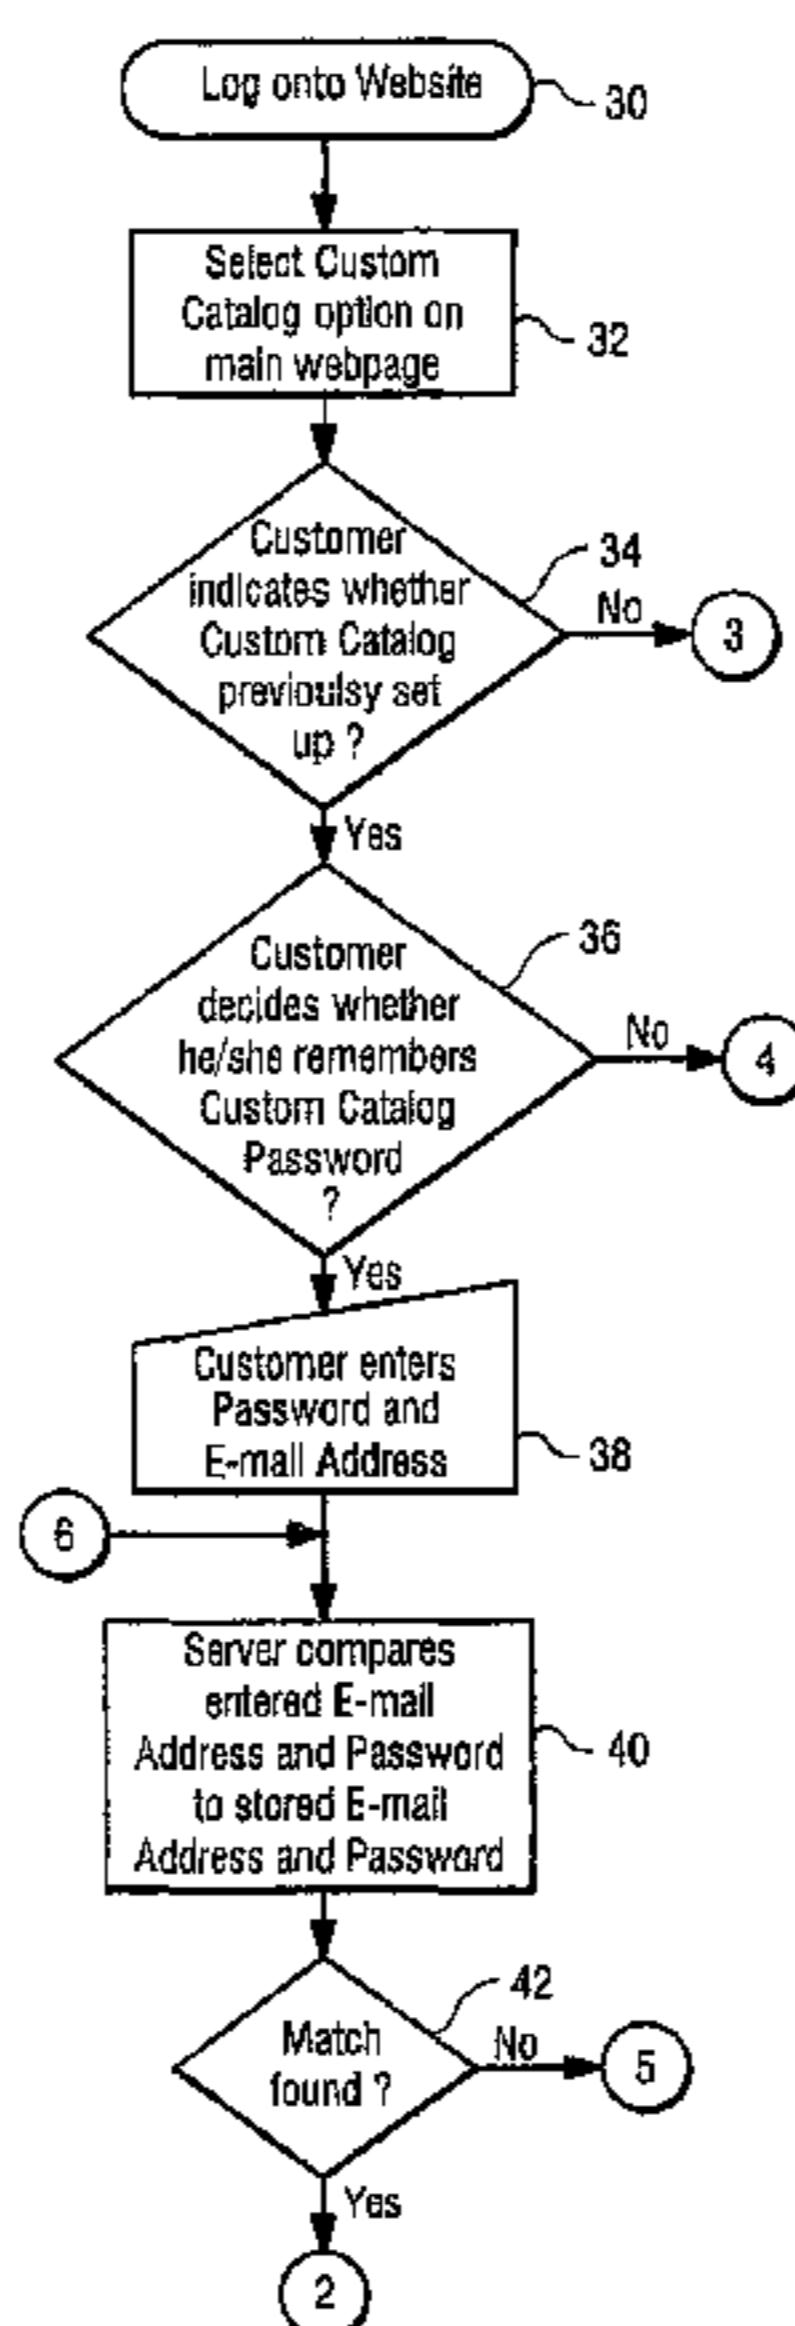 Log onto Website
30
Select Custom
Catalog option on
main webpage
32
Customer
indicates whether
Custom Catalog
previoulsy set
up ?
34
No
3
Yes
Customer
decides whether
he/she remembers
Custom Catalog
Password
?
36
No
4
Yes
Customer enters
Password and
E-mail Address
38
6
Server compares
entered E-mail
Address and Password
to stored E-mail
Address and Password
40
Match
found ?
42
No
5
Yes
2